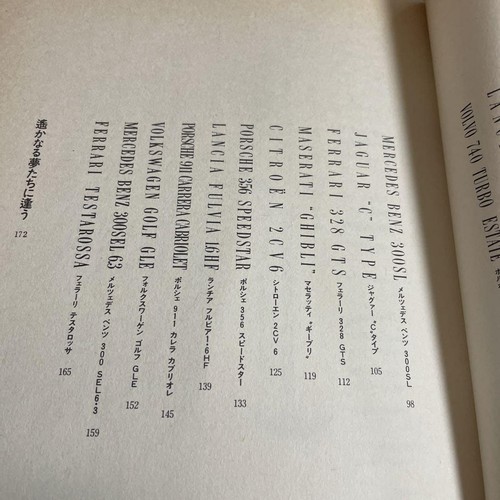 VOLVO 740 TURBO ESTATE
MERCEDES BENZ 300SL メルツェデス ベンツ 300SL 98
JAGUAR "C" TYPE ジャグァー "C"タイプ 105
FERRARI 328 GTS フェラーリ 328 GTS 112
MASERATI "GHIBLI" マセラッティ "ギーブリ" 119
CITROËN 2CV6 シトローエン 2CV 6 125
PORSCHE 356 SPEEDSTAR ポルシェ 356 スピードスター 133
LANCIA FULVIA 1.6HF ランチア フルビア1・6HF 139
PORSCHE 911 CARRERA CABRIOLET ポルシェ 911 カレラ カブリオレ 145
VOLKSWAGEN GOLF GLE フォルクスワーゲン ゴルフ GLE 152
MERCEDES BENZ 300SEL 6.3 メルツェデス ベンツ 300 SEL6・3 159
FERRARI TESTAROSSA フェラーリ テスタロッサ 165
遥かなる夢たちに逢う 172